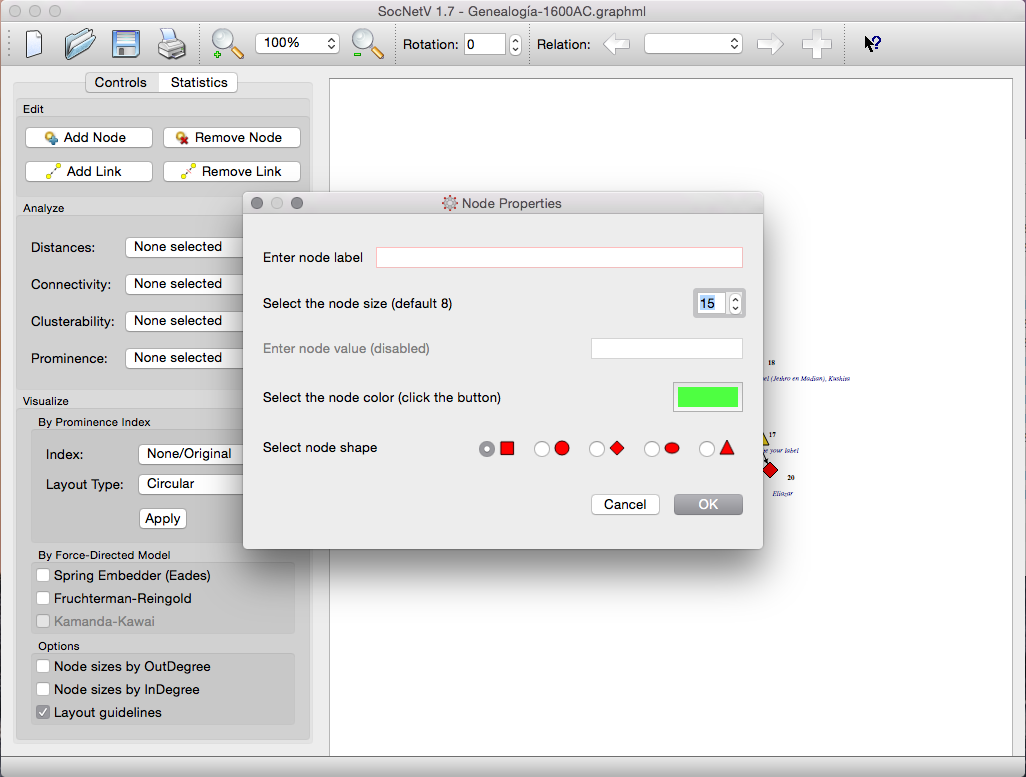 SocNetV 1.7 - Genealogía-1600AC.graphml
100% Rotation: 0 Relation:
Controls Statistics
Edit
Add Node Remove Node
Add Link Remove Link
Analyze
Distances: None selected
Connectivity: None selected
Clusterability: None selected
Prominence: None selected
Visualize
By Prominence Index
Index: None/Original
Layout Type: Circular
Apply
By Force-Directed Model
Spring Embedder (Eades)
Fruchterman-Reingold
Kamanda-Kawai
Options
Node sizes by OutDegree
Node sizes by InDegree
Layout guidelines
Node Properties
Enter node label
Select the node size (default 8) 15
Enter node value (disabled)
Select the node color (click the button)
Select node shape
Cancel OK
18
(Jethro en Madian), Kushira
17
your label
20
Eliazar